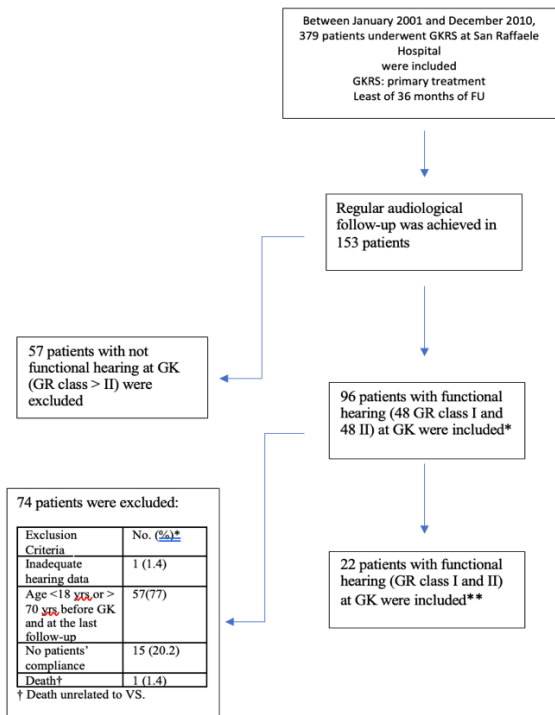 Between January 2001 and December 2010,
379 patients underwent GKRS at San Raffaele
Hospital
were included
GKRS: primary treatment
Least of 36 months of FU
Regular audiological
follow-up was achieved in
153 patients
57 patients with not
functional hearing at GK
(GR class > II) were
excluded
96 patients with functional
hearing (48 GR class I and
48 II) at GK were included*
74 patients were excluded:
Exclusion No. (%)*
Criteria
Inadequate 1 (1.4)
hearing data
Age <18 yrs or > 57(77)
70 yrs before GK
and at the last
follow-up
No patients' 15 (20.2)
compliance
Death† 1 (1.4)
† Death unrelated to VS.
22 patients with functional
hearing (GR class I and II)
at GK were included**